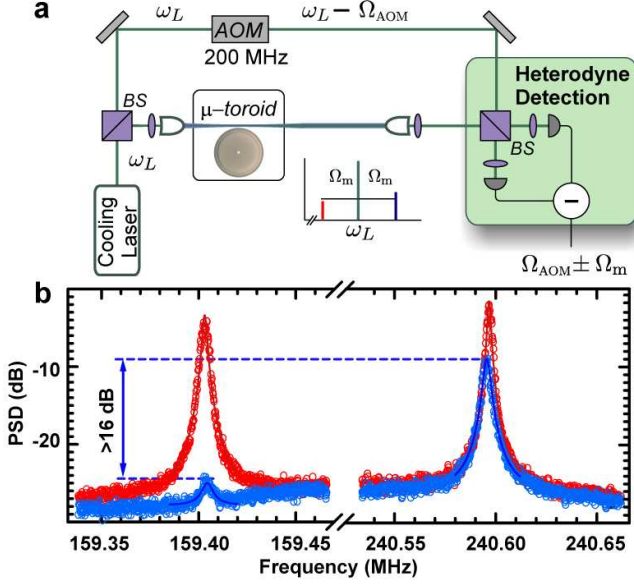 a
ω_L
AOM
ω_L − Ω_AOM
200 MHz
Heterodyne
Detection
BS
μ−toroid
BS
ω_L
Ω_m
Ω_m
−
Cooling
Laser
ω_L
Ω_AOM ± Ω_m
b
PSD (dB)
-10
-20
>16 dB
159.35
159.40
159.45
240.55
240.60
240.65
Frequency (MHz)
Frequency (MHz)